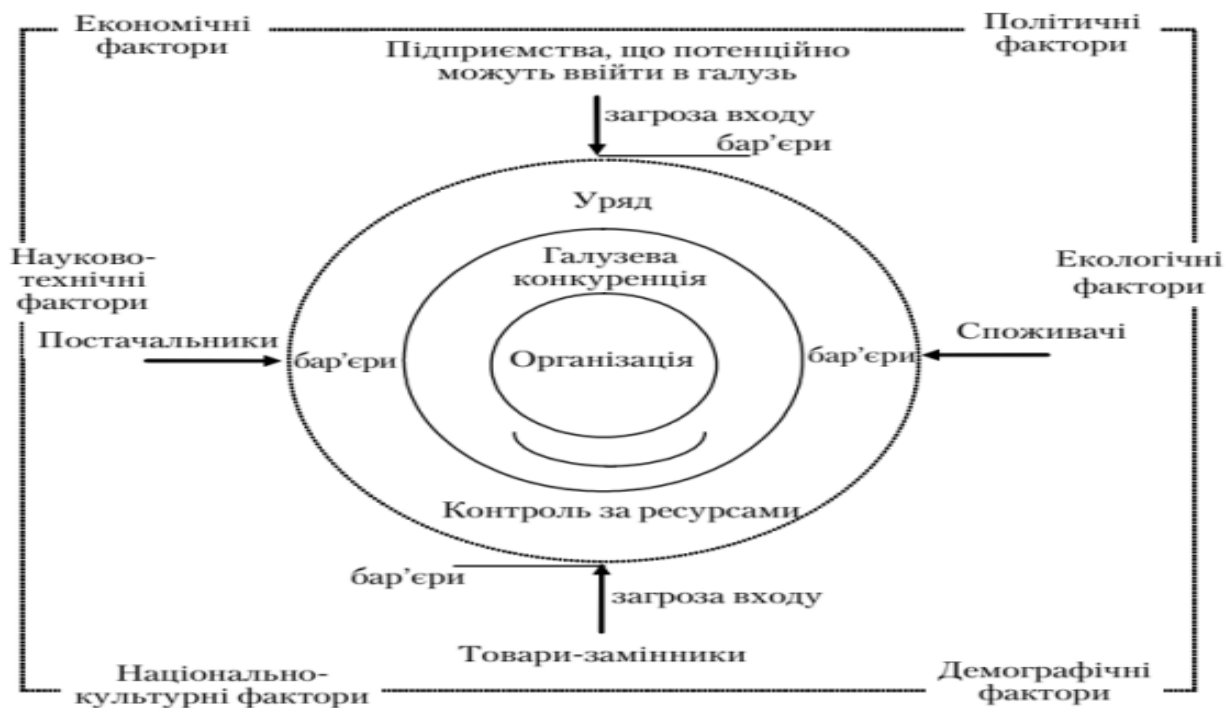 Економічні
фактори
Політичні
фактори
Підприємства, що потенційно
можуть ввійти в галузь
загроза входу
бар’єри
Уряд
Науково-
технічні
фактори
Галузева
конкуренція
Екологічні
фактори
Постачальники
бар’єри
Організація
бар’єри
Споживачі
Контроль за ресурсами
бар’єри
загроза входу
Товари-замінники
Національно-
культурні фактори
Демографічні
фактори